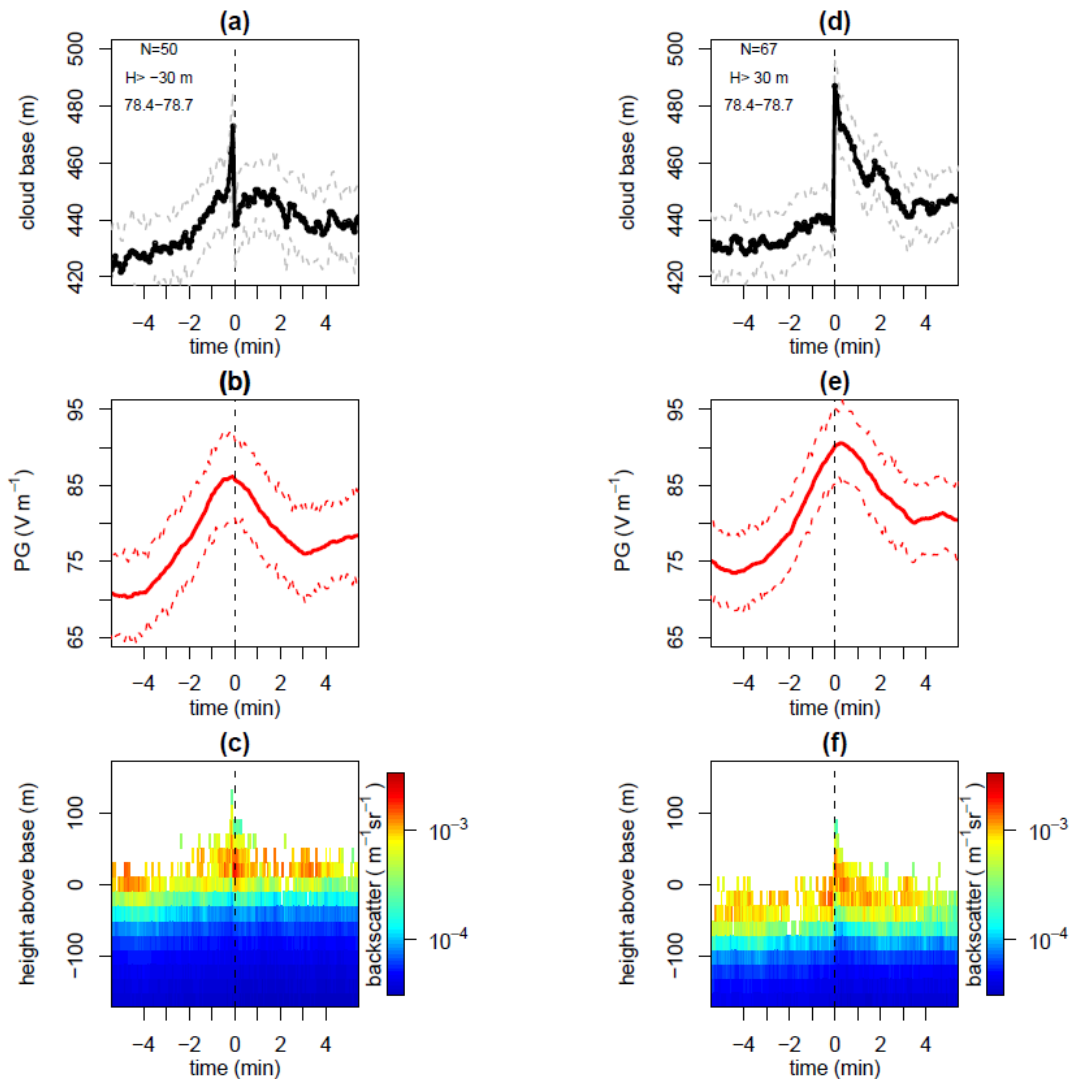 (a)
N=50
H> −30 m
78.4−78.7
cloud base (m)
500
480
460
440
420
−4 −2 0 2 4
time (min)
(d)
N=67
H> 30 m
78.4−78.7
cloud base (m)
500
480
460
440
420
−4 −2 0 2 4
time (min)
(b)
PG (V m⁻¹)
95
85
75
65
−4 −2 0 2 4
time (min)
(e)
PG (V m⁻¹)
95
85
75
65
−4 −2 0 2 4
time (min)
(c)
height above base (m)
100
0
−100
−4 −2 0 2 4
time (min)
backscatter ( m⁻¹sr⁻¹)
10⁻³
10⁻⁴
(f)
height above base (m)
100
0
−100
−4 −2 0 2 4
time (min)
backscatter ( m⁻¹sr⁻¹)
10⁻³
10⁻⁴